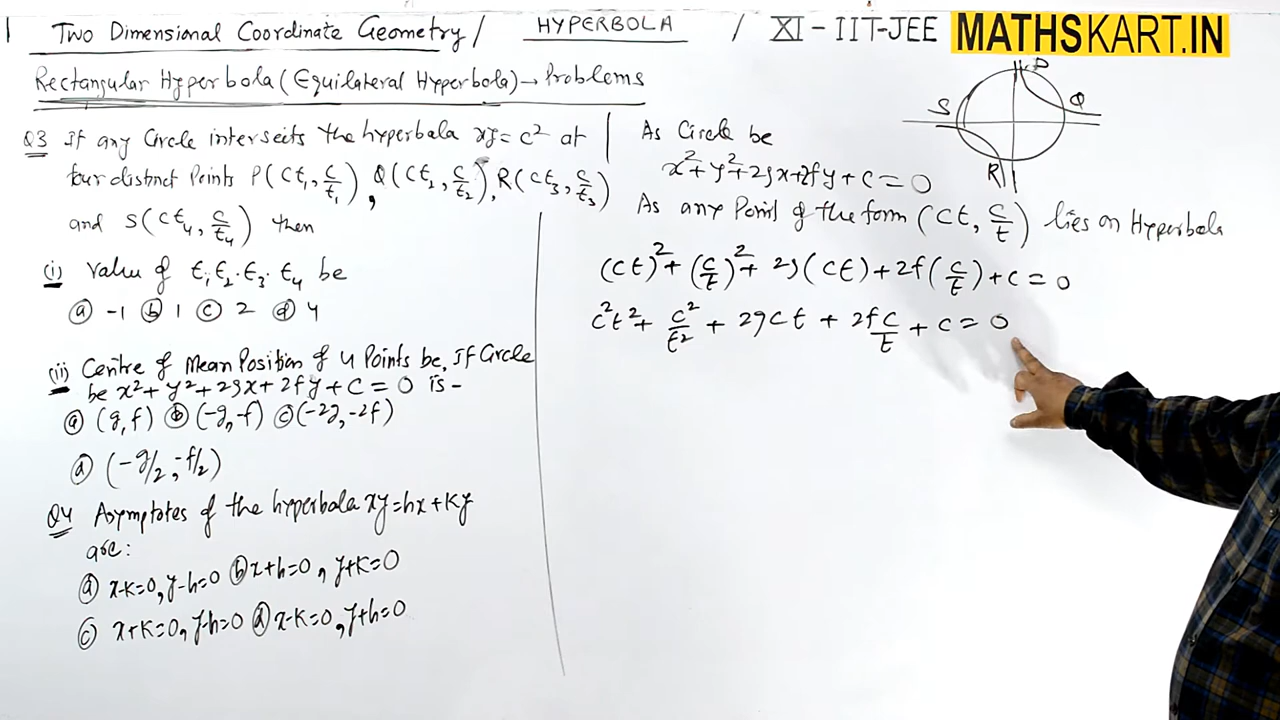 1 Two Dimensional Coordinate Geometry / HYPERBOLA / XI - IIT-JEE MATHSKART.IN
Rectangular Hyperbola (Equilateral Hyperbola) → Problems
Q3 If any Circle intersects the hyperbala xy = c² at
four distinct Points P(ct₁, c/t₁), Q(ct₂, c/t₂), R(ct₃, c/t₃)
and S(ct₄, c/t₄) then
(i) value of t₁t₂·t₃·t₄ be
ⓐ -1 ⓑ 1 ⓒ 2 ⓓ 4
(ii) Centre of Mean Position of 4 Points be, If Circle
be x² + y² + 2gx + 2fy + c = 0 is -
ⓐ (g, f) ⓑ (-g, -f) ⓒ (-2g, -2f)
ⓓ (-g/2, -f/2)
Q4 Asymptotes of the hyperbala xy = hx + ky
are:
ⓐ x-k=0, y-h=0 ⓑ x+h=0, y+k=0
ⓒ x+k=0, y-h=0 ⓓ x-k=0, y+h=0
P
S Q
R
As Circle be
x² + y² + 2gx + 2fy + c = 0
As any Point of the form (ct, c/t) lies on Hyperbola
(ct)² + (c/t)² + 2g(ct) + 2f(c/t) + c = 0
c²t² + c²/t² + 2gct + 2fc/t + c = 0